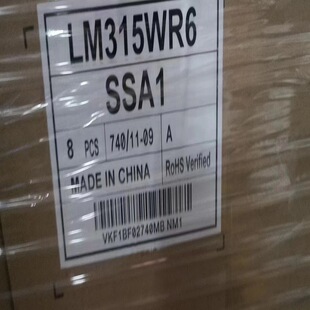 LM315WR6
SSA1
8 PCS 740/11-09 A
MADE IN CHINA RoHS Verified
VKF1BF02740MB.NM1